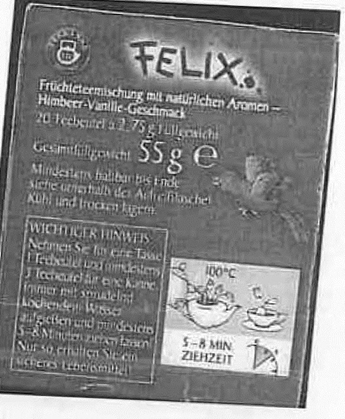 FELIX
Früchteteemischung mit natürlichen Aromen –
Himbeer-Vanille-Geschmack
20 Teebeutel à 2,75 g Füllgewicht
Gesamtfüllgewicht 55 g e
Mindestens haltbar bis Ende
siehe unterhalb der Aufreißlasche!
Kühl und trocken lagern.
WICHTIGER HINWEIS:
Nehmen Sie für eine Tasse
1 Teebeutel und mindestens
3 Teebeutel für eine Kanne,
immer mit sprudelnd
kochendem Wasser
aufgießen und mindestens
5–8 Minuten ziehen lassen!
Nur so erhalten Sie ein
sicheres Lebensmittel!
100°C
5–8 MIN.
ZIEHZEIT